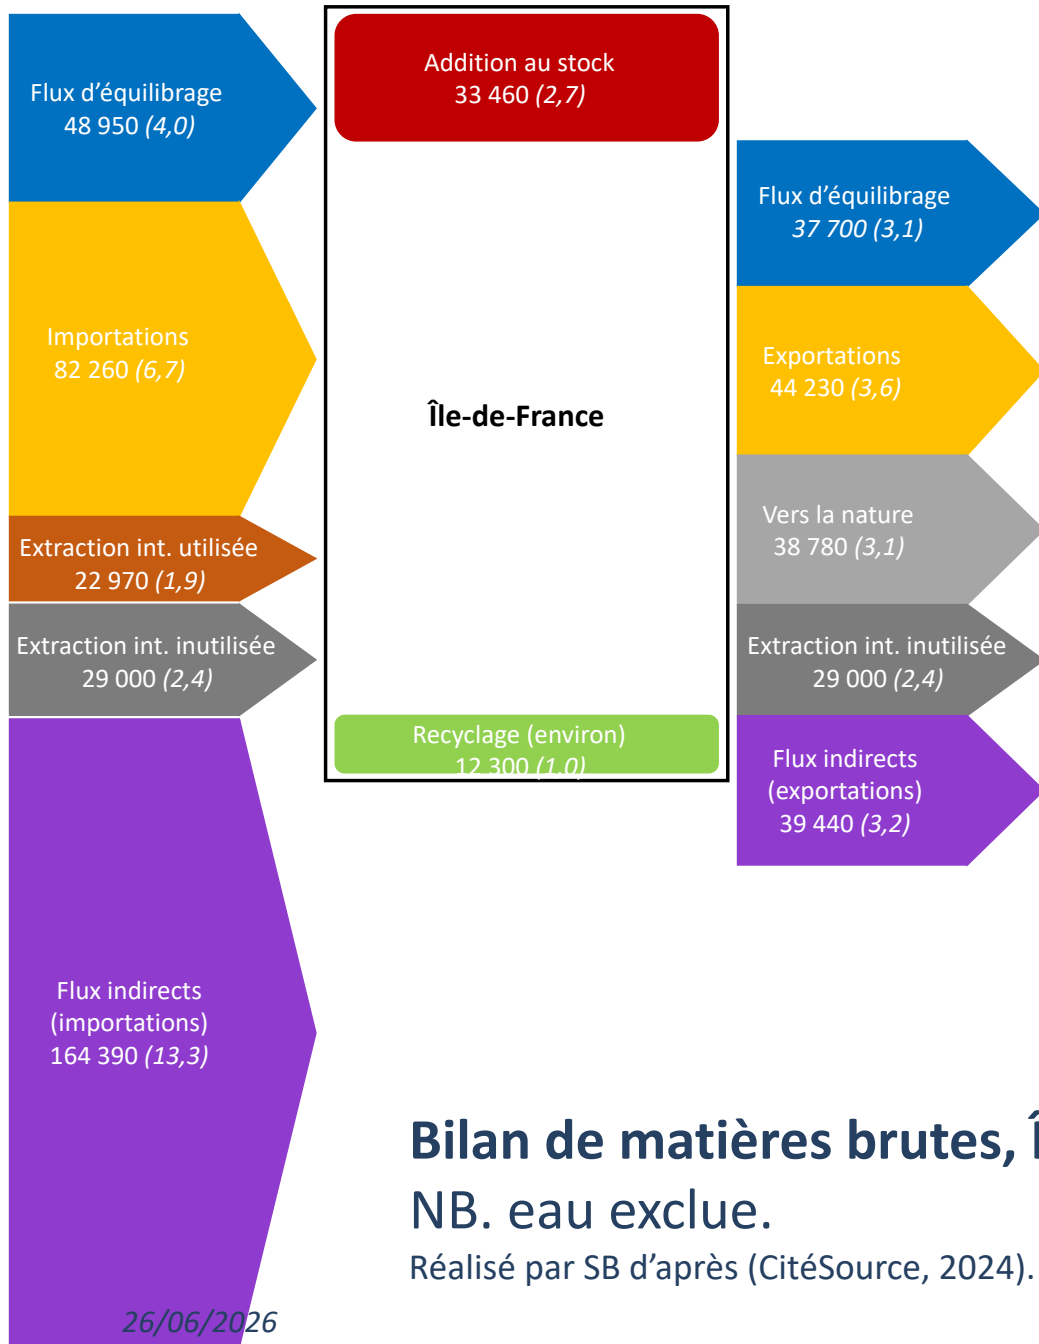 Flux d’équilibrage
48 950 (4,0)
Importations
82 260 (6,7)
Extraction int. utilisée
22 970 (1,9)
Extraction int. inutilisée
29 000 (2,4)
Flux indirects
(importations)
164 390 (13,3)
Addition au stock
33 460 (2,7)
Île-de-France
Recyclage (environ)
12 300 (1,0)
Flux d’équilibrage
37 700 (3,1)
Exportations
44 230 (3,6)
Vers la nature
38 780 (3,1)
Extraction int. inutilisée
29 000 (2,4)
Flux indirects
(exportations)
39 440 (3,2)
Bilan de matières brutes, Î
NB. eau exclue.
Réalisé par SB d’après (CitéSource, 2024).
26/06/2026